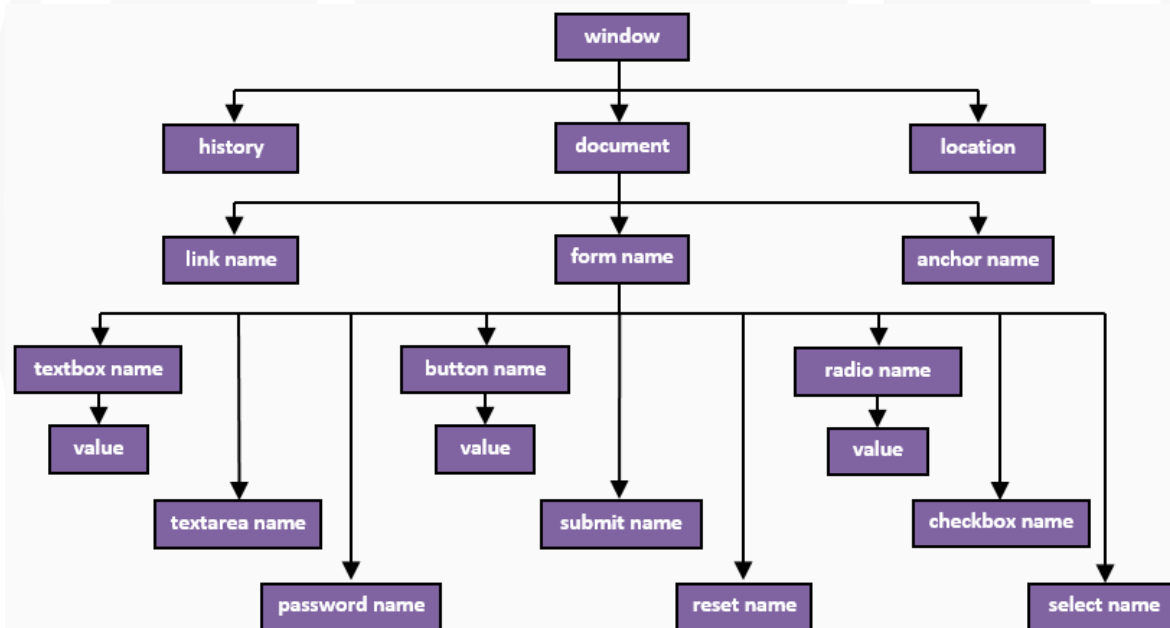 window
history
document
location
link name
form name
anchor name
textbox name
button name
radio name
value
value
value
textarea name
submit name
checkbox name
password name
reset name
select name